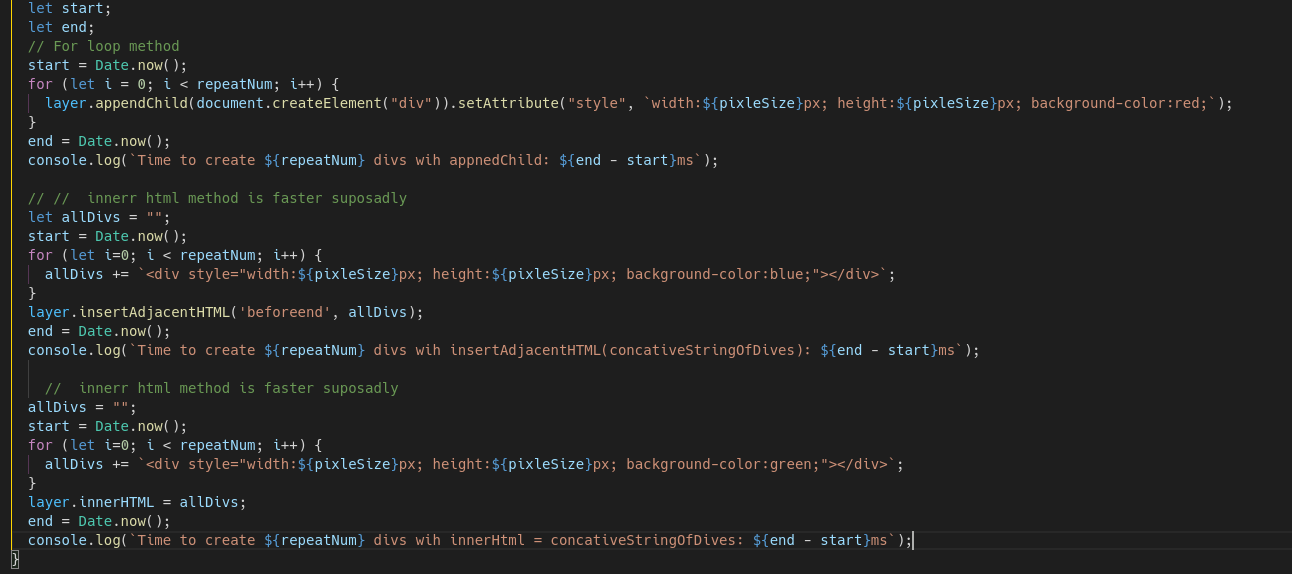 let start;
let end;
// For loop method
start = Date.now();
for (let i = 0; i < repeatNum; i++) {
layer.appendChild(document.createElement("div")).setAttribute("style", `width:${pixleSize}px; height:${pixleSize}px; background-color:red;`);
}
end = Date.now();
console.log(`Time to create ${repeatNum} divs wih appnedChild: ${end - start}ms`);
// //  innerr html method is faster suposadly
let allDivs = "";
start = Date.now();
for (let i=0; i < repeatNum; i++) {
allDivs += `<div style="width:${pixleSize}px; height:${pixleSize}px; background-color:blue;"></div>`;
}
layer.insertAdjacentHTML('beforeend', allDivs);
end = Date.now();
console.log(`Time to create ${repeatNum} divs wih insertAdjacentHTML(concativeStringOfDives): ${end - start}ms`);
//  innerr html method is faster suposadly
allDivs = "";
start = Date.now();
for (let i=0; i < repeatNum; i++) {
allDivs += `<div style="width:${pixleSize}px; height:${pixleSize}px; background-color:green;"></div>`;
}
layer.innerHTML = allDivs;
end = Date.now();
console.log(`Time to create ${repeatNum} divs wih innerHtml = concativeStringOfDives: ${end - start}ms`);
}